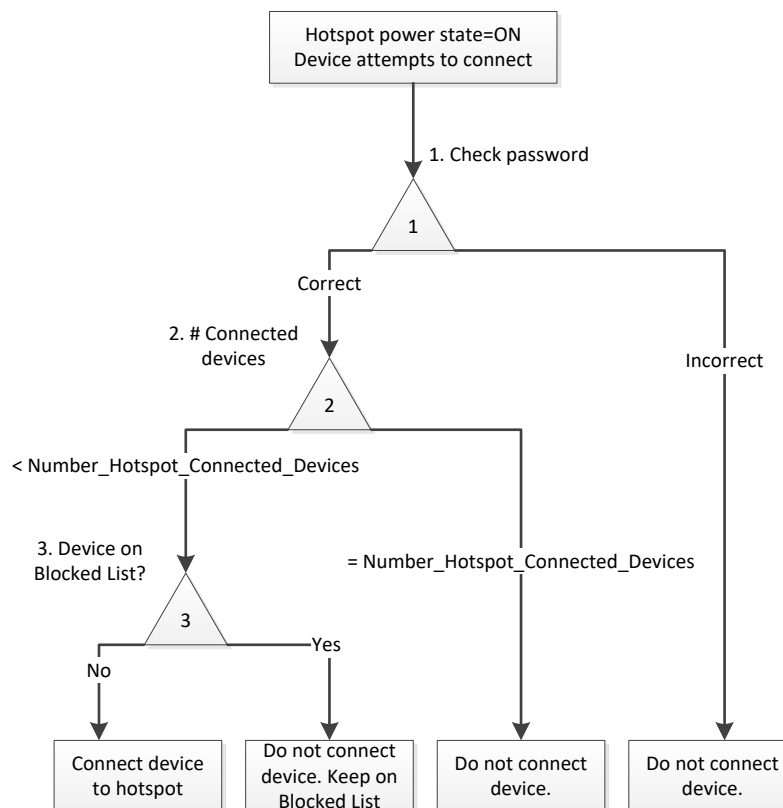 Hotspot power state=ON
Device attempts to connect
1. Check password
1
Correct
Incorrect
2. # Connected
devices
2
< Number_Hotspot_Connected_Devices
= Number_Hotspot_Connected_Devices
3. Device on
Blocked List?
3
No
Yes
Connect device
to hotspot
Do not connect
device. Keep on
Blocked List
Do not connect
device.
Do not connect
device.